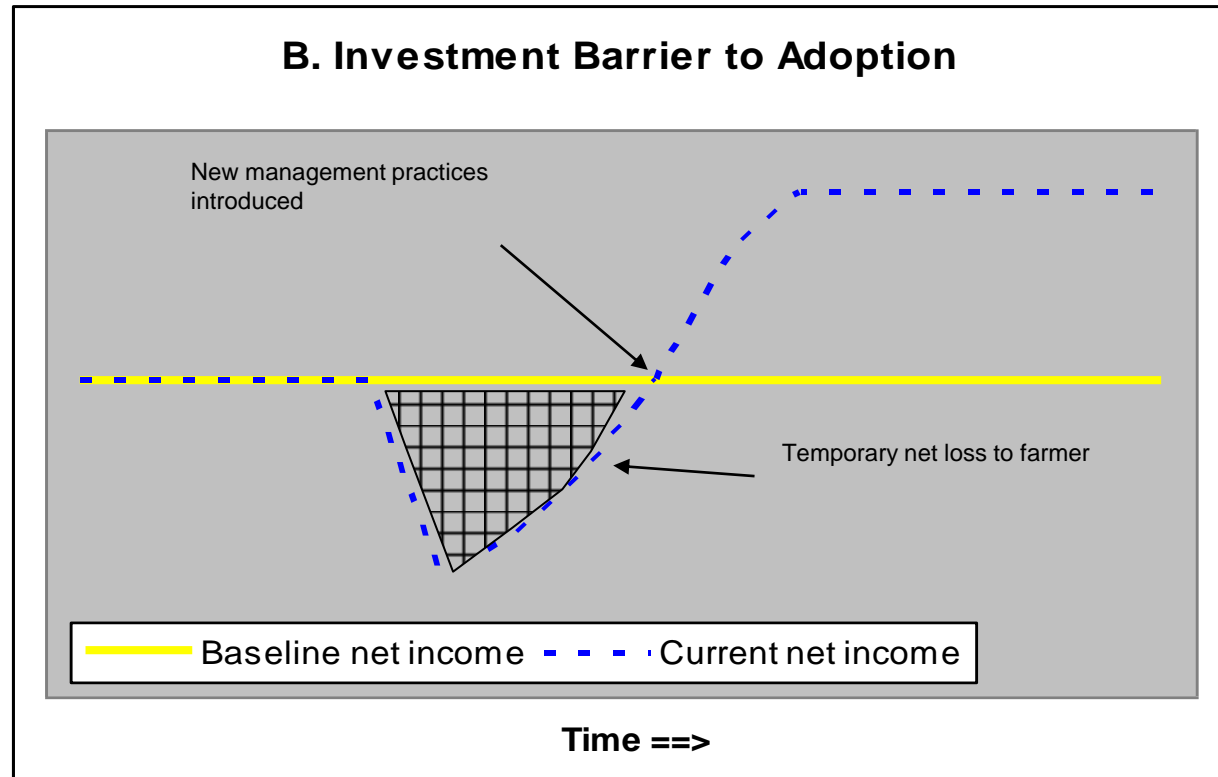 B. Investment Barrier to Adoption
New management practices
introduced
Temporary net loss to farmer
Baseline net income
Current net income
Time ==>